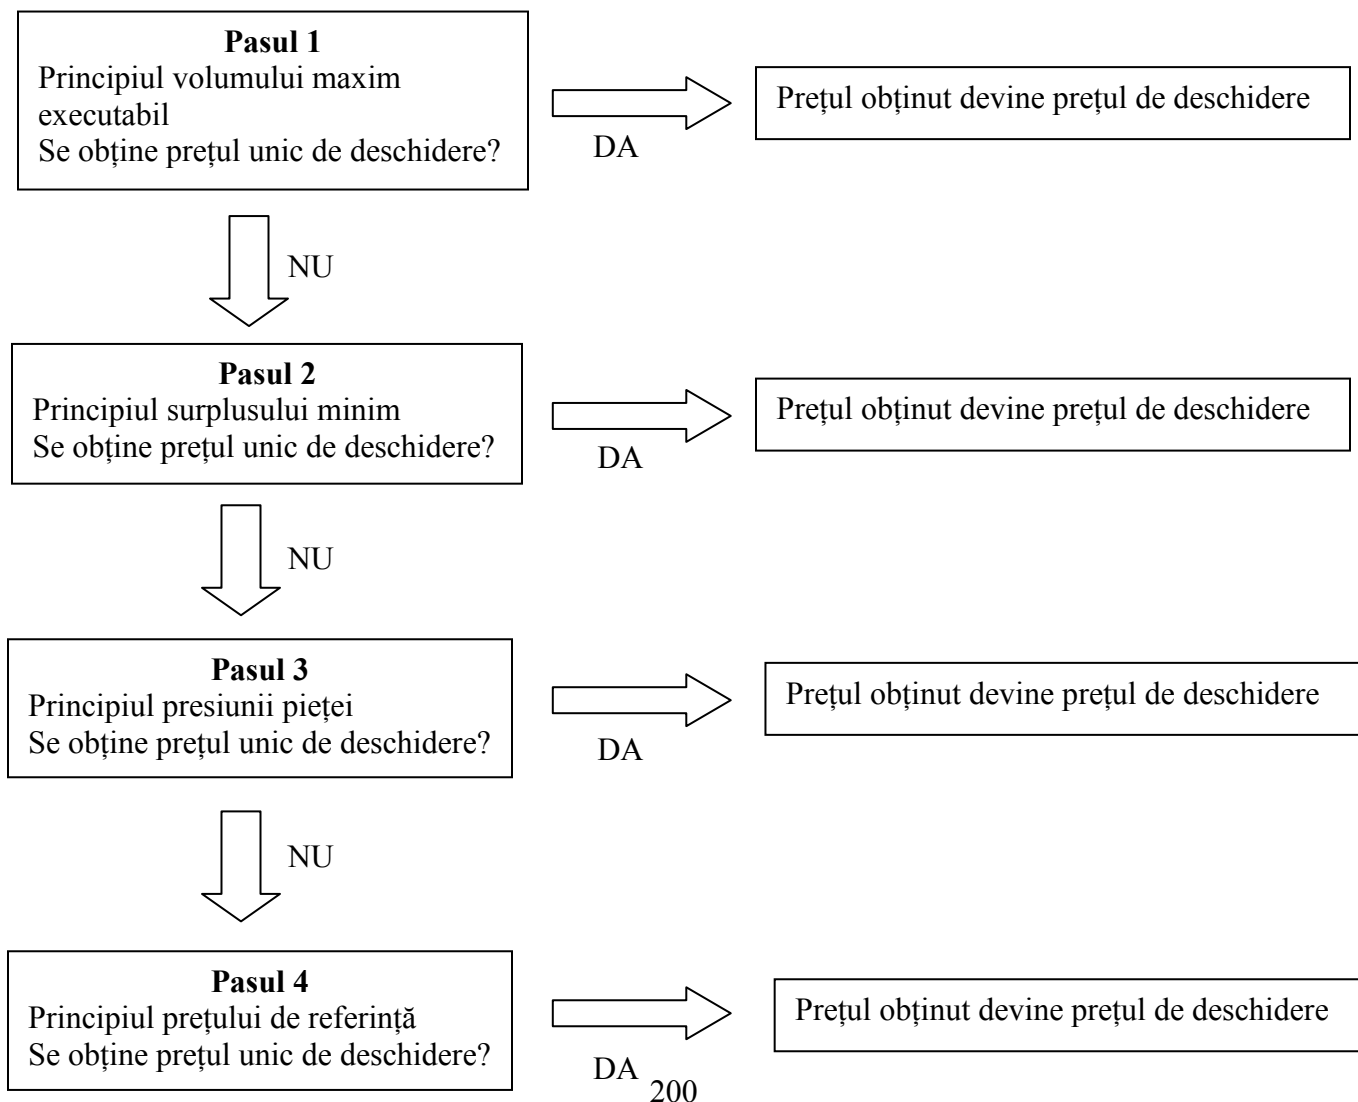 Pasul 1
Principiul volumului maxim
executabil
Se obține prețul unic de deschidere?
DA
Prețul obținut devine prețul de deschidere
NU
Pasul 2
Principiul surplusului minim
Se obține prețul unic de deschidere?
DA
Prețul obținut devine prețul de deschidere
NU
Pasul 3
Principiul presiunii pieței
Se obține prețul unic de deschidere?
DA
Prețul obținut devine prețul de deschidere
NU
Pasul 4
Principiul prețului de referință
Se obține prețul unic de deschidere?
DA
Prețul obținut devine prețul de deschidere
200